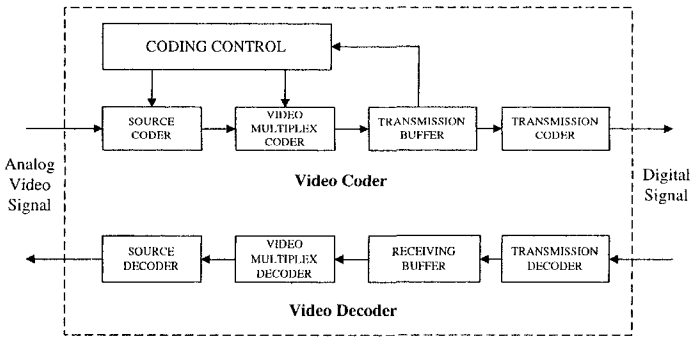 CODING CONTROL
SOURCE
CODER
VIDEO
MULTIPLEX
CODER
TRANSMISSION
BUFFER
TRANSMISSION
CODER
Analog
Video
Signal
Video Coder
Digital
Signal
SOURCE
DECODER
VIDEO
MULTIPLEX
DECODER
RECEIVING
BUFFER
TRANSMISSION
DECODER
Video Decoder